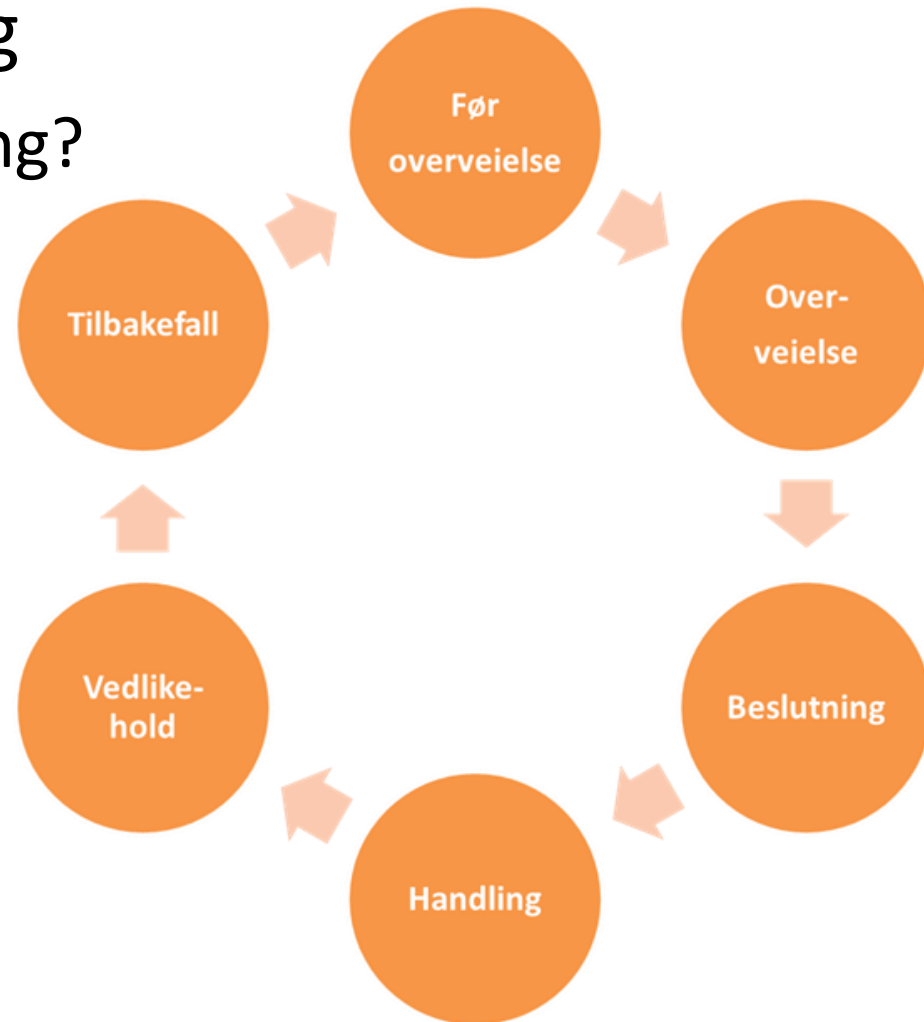 g
ng?
Før
overveielse
Over-
veielse
Beslutning
Handling
Vedlike-
hold
Tilbakefall